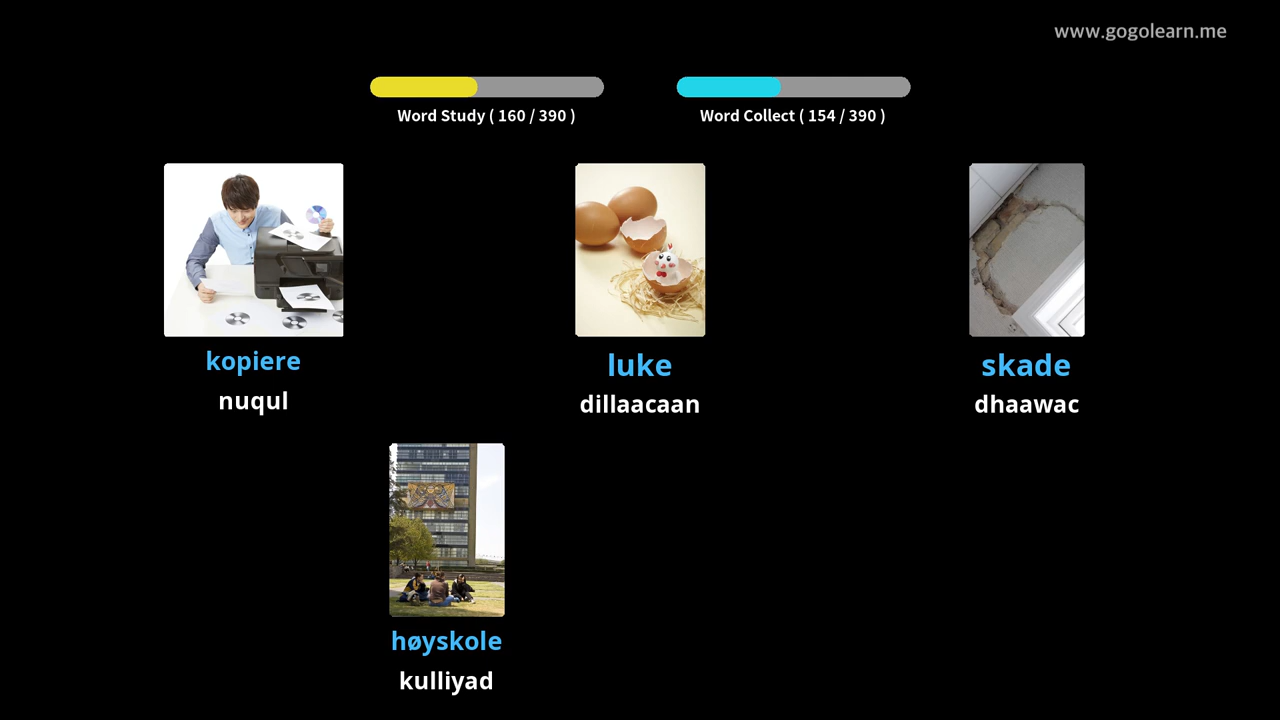 www.gogolearn.me
Word Study ( 160 / 390 )
Word Collect ( 154 / 390 )
kopiere
nuqul
luke
dillaacaan
skade
dhaawac
høyskole
kulliyad